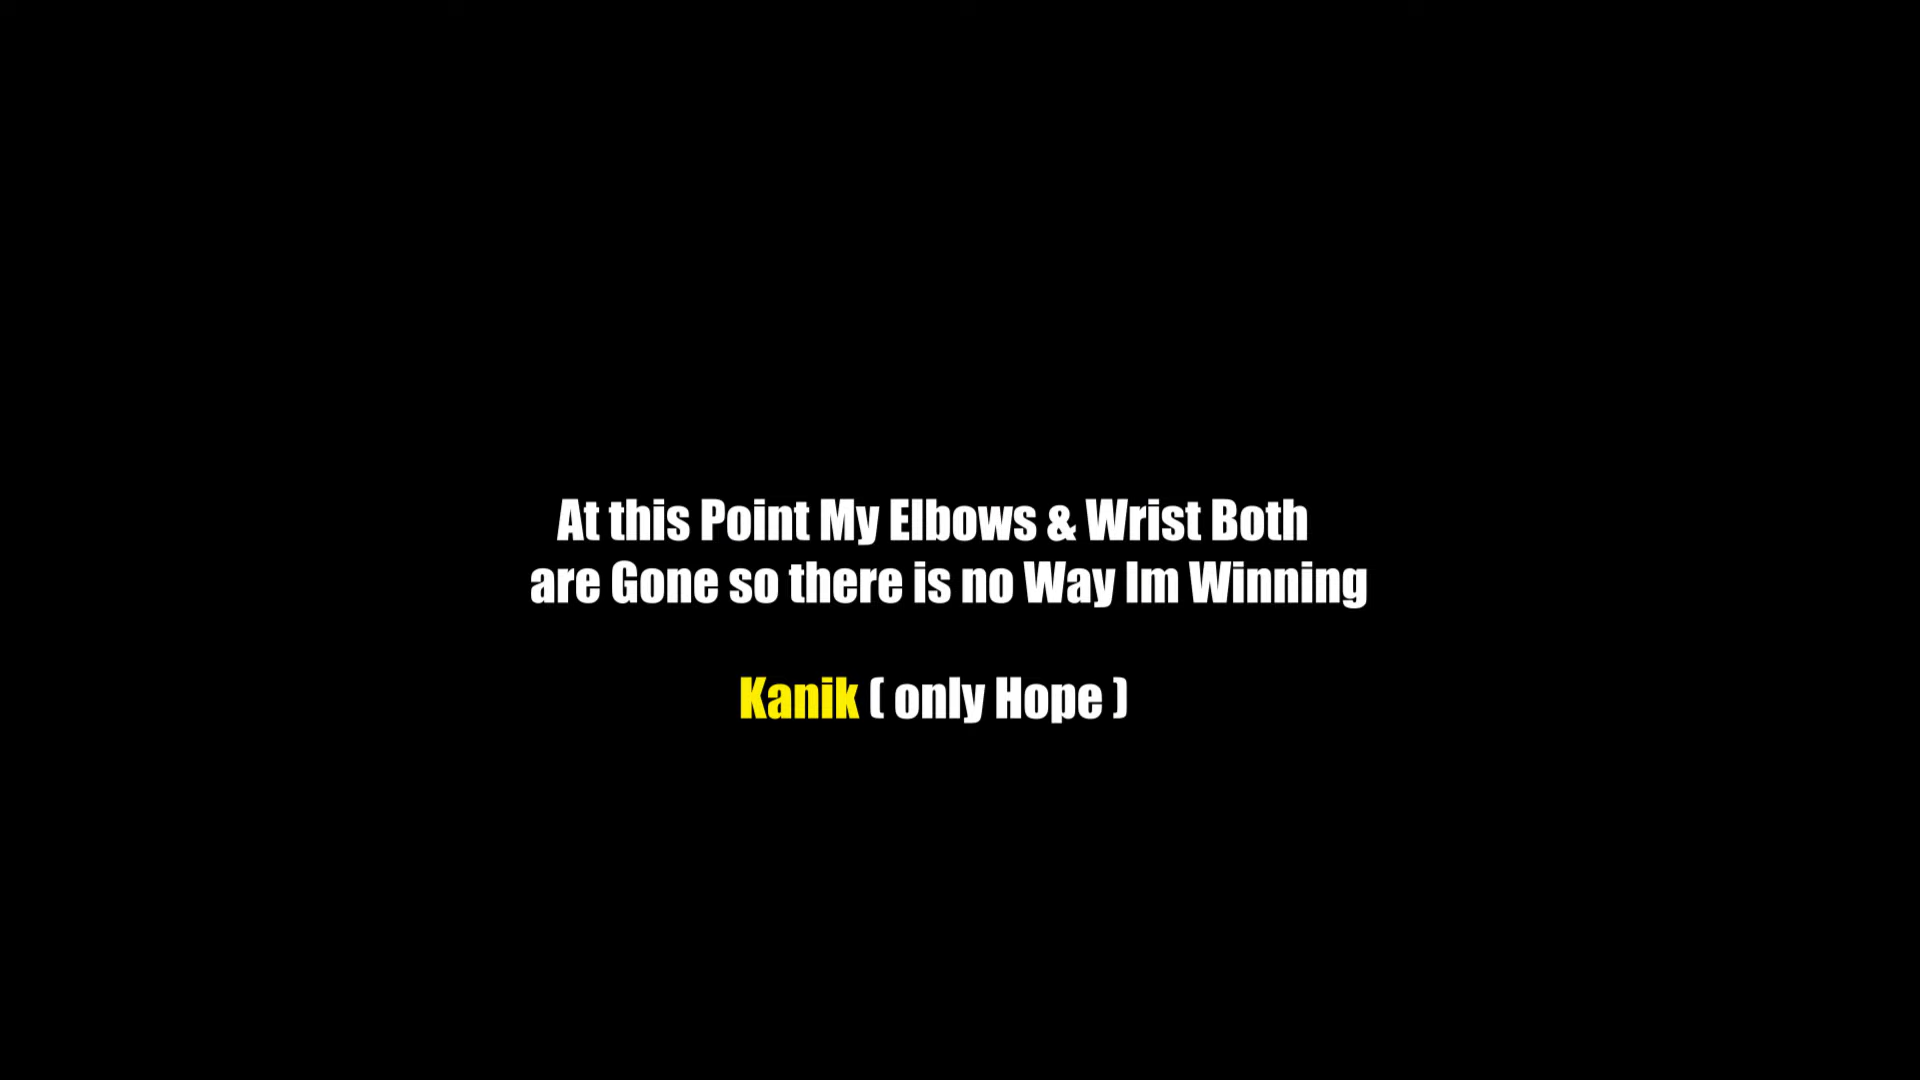 At this Point My Elbows & Wrist Both
are Gone so there is no Way Im Winning
Kanik ( only Hope )